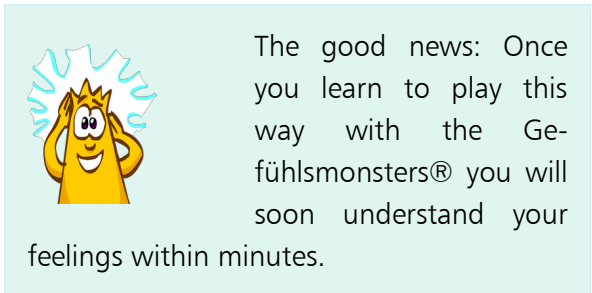 The good news: Once
you learn to play this
way with the Ge-
fühlsmonsters® you will
soon understand your
feelings within minutes.